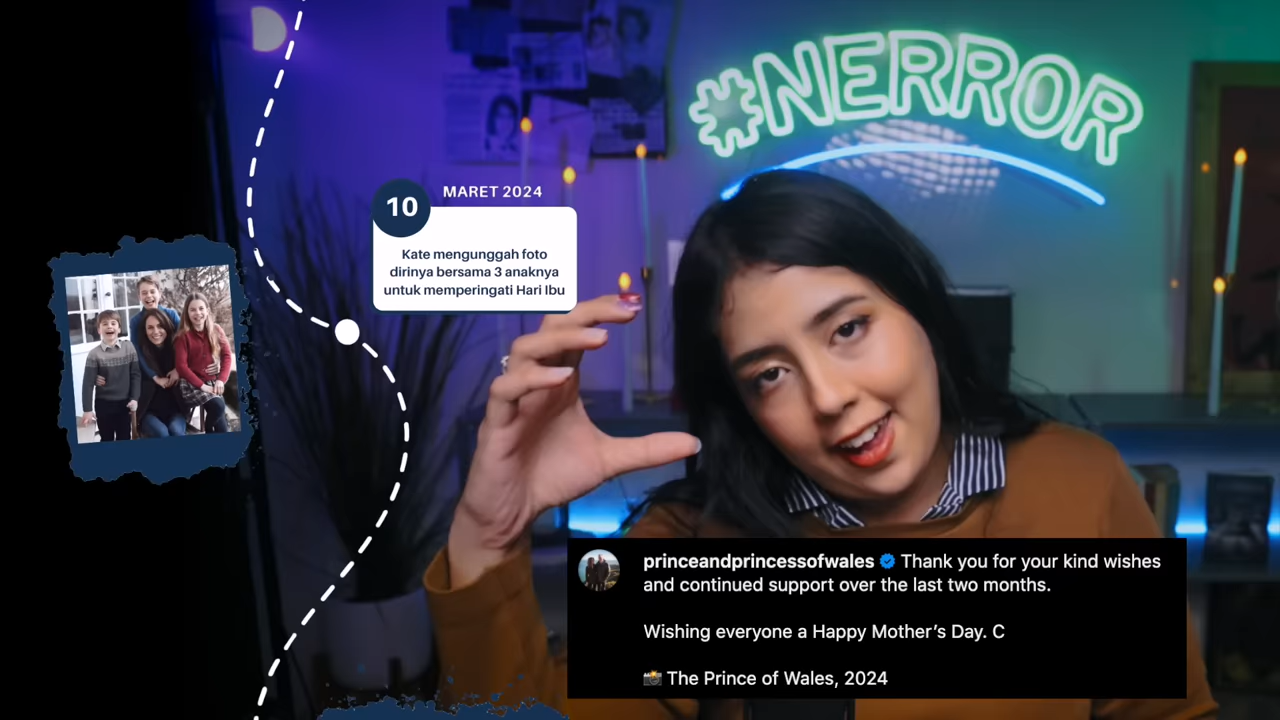 #NERROR
MARET 2024
10
Kate mengunggah foto
dirinya bersama 3 anaknya
untuk memperingati Hari Ibu
princeandprincessofwales Thank you for your kind wishes
and continued support over the last two months.
Wishing everyone a Happy Mother’s Day. C
📸 The Prince of Wales, 2024